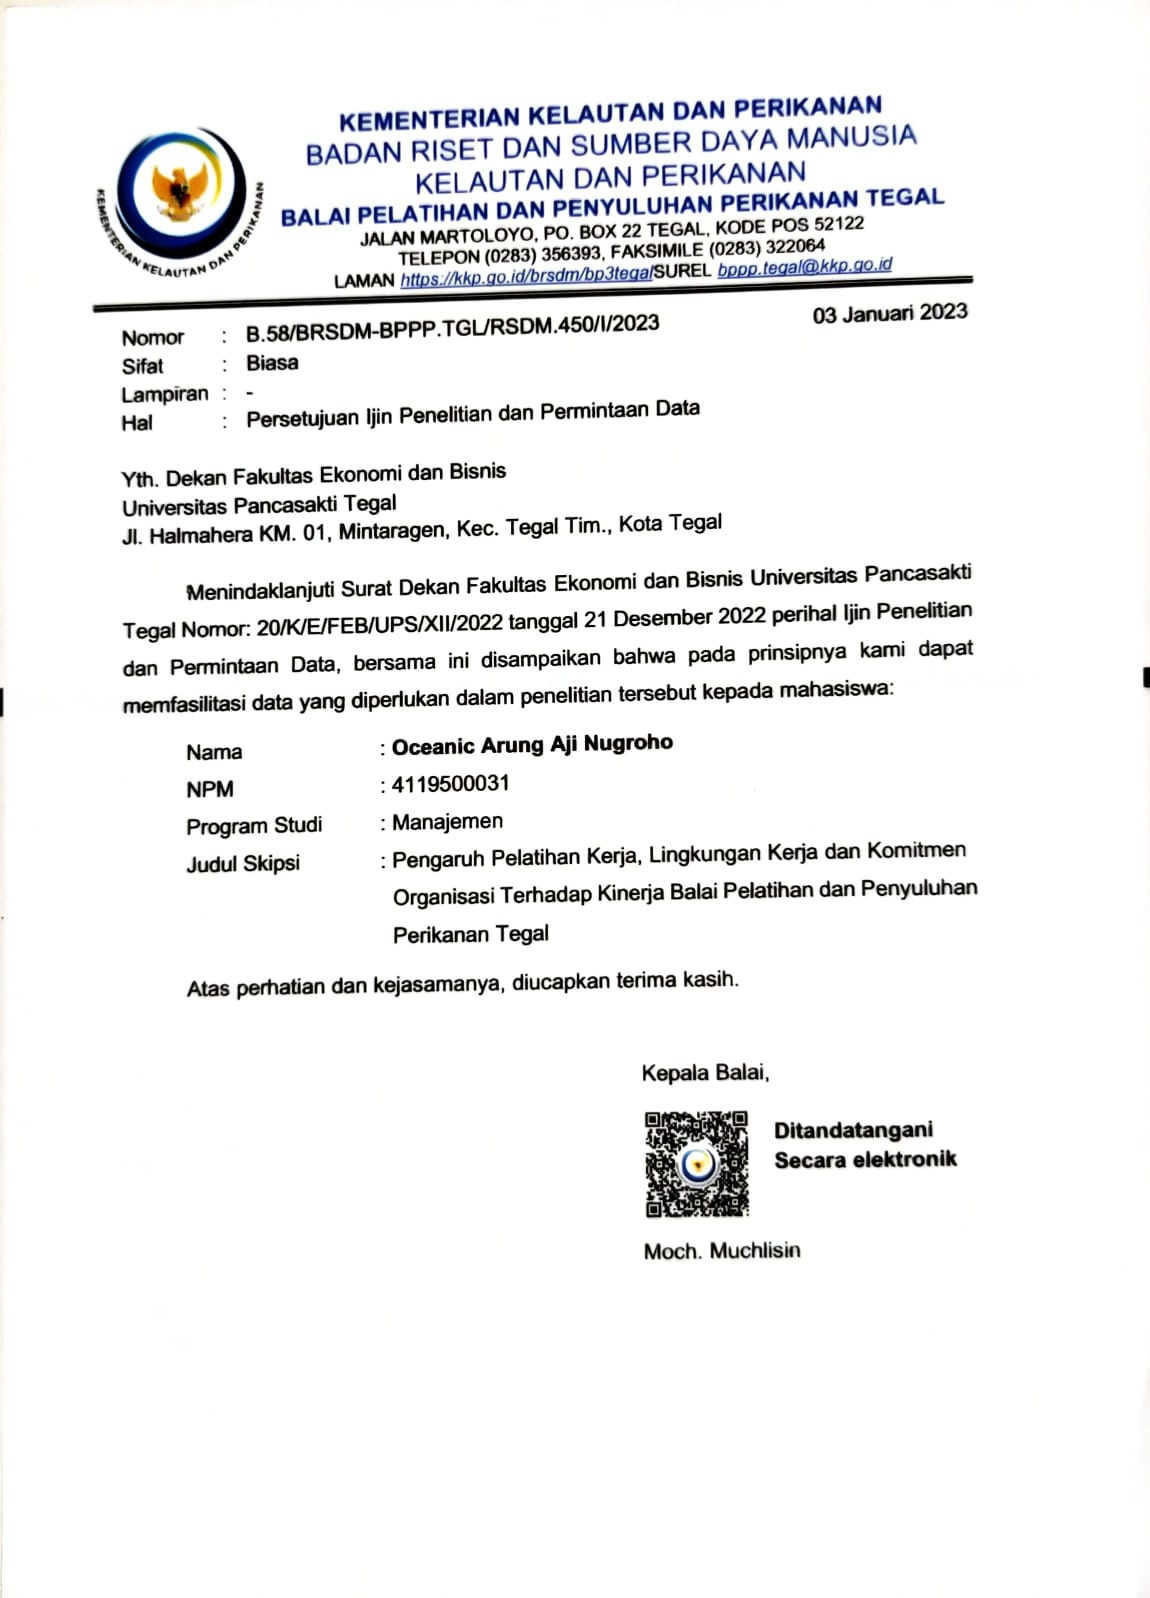 KEMENTERIAN KELAUTAN DAN PERIKANAN
BADAN RISET DAN SUMBER DAYA MANUSIA
KELAUTAN DAN PERIKANAN
BALAI PELATIHAN DAN PENYULUHAN PERIKANAN TEGAL
JALAN MARTOLOYO, PO. BOX 22 TEGAL, KODE POS 52122
TELEPON (0283) 356393, FAKSIMILE (0283) 322064
LAMAN https://kkp.go.id/brsdm/bp3tegalSUREL bppp.tegal@kkp.go.id
KEMENTERIAN KELAUTAN DAN PERIKANAN
03 Januari 2023
Nomor : B.58/BRSDM-BPPP.TGL/RSDM.450/I/2023
Sifat : Biasa
Lampiran : -
Hal : Persetujuan Ijin Penelitian dan Permintaan Data
Yth. Dekan Fakultas Ekonomi dan Bisnis
Universitas Pancasakti Tegal
Jl. Halmahera KM. 01, Mintaragen, Kec. Tegal Tim., Kota Tegal
Menindaklanjuti Surat Dekan Fakultas Ekonomi dan Bisnis Universitas Pancasakti
Tegal Nomor: 20/K/E/FEB/UPS/XII/2022 tanggal 21 Desember 2022 perihal Ijin Penelitian
dan Permintaan Data, bersama ini disampaikan bahwa pada prinsipnya kami dapat
memfasilitasi data yang diperlukan dalam penelitian tersebut kepada mahasiswa:
Nama : Oceanic Arung Aji Nugroho
NPM : 4119500031
Program Studi : Manajemen
Judul Skipsi : Pengaruh Pelatihan Kerja, Lingkungan Kerja dan Komitmen
Organisasi Terhadap Kinerja Balai Pelatihan dan Penyuluhan
Perikanan Tegal
Atas perhatian dan kejasamanya, diucapkan terima kasih.
Kepala Balai,
Ditandatangani
Secara elektronik
Moch. Muchlisin